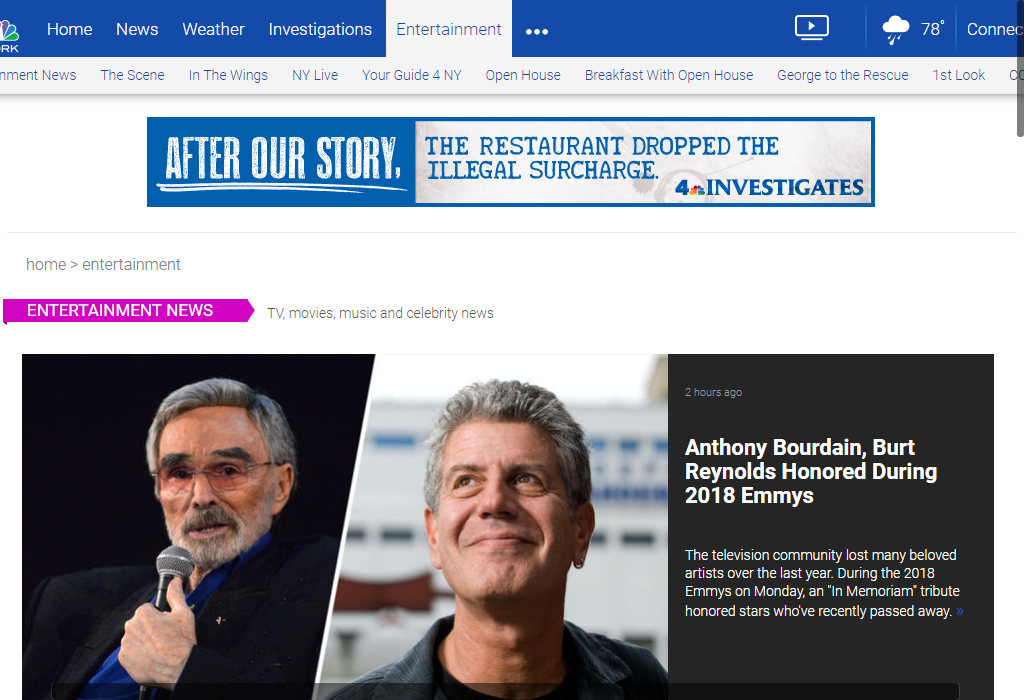 RK
Home News Weather Investigations Entertainment ••• 78° Connec
nment News The Scene In The Wings NY Live Your Guide 4 NY Open House Breakfast With Open House George to the Rescue 1st Look CO
AFTER OUR STORY,
THE RESTAURANT DROPPED THE
ILLEGAL SURCHARGE.
4 INVESTIGATES
home > entertainment
ENTERTAINMENT NEWS
TV, movies, music and celebrity news
2 hours ago
Anthony Bourdain, Burt
Reynolds Honored During
2018 Emmys
The television community lost many beloved
artists over the last year. During the 2018
Emmys on Monday, an "In Memoriam" tribute
honored stars who've recently passed away. »